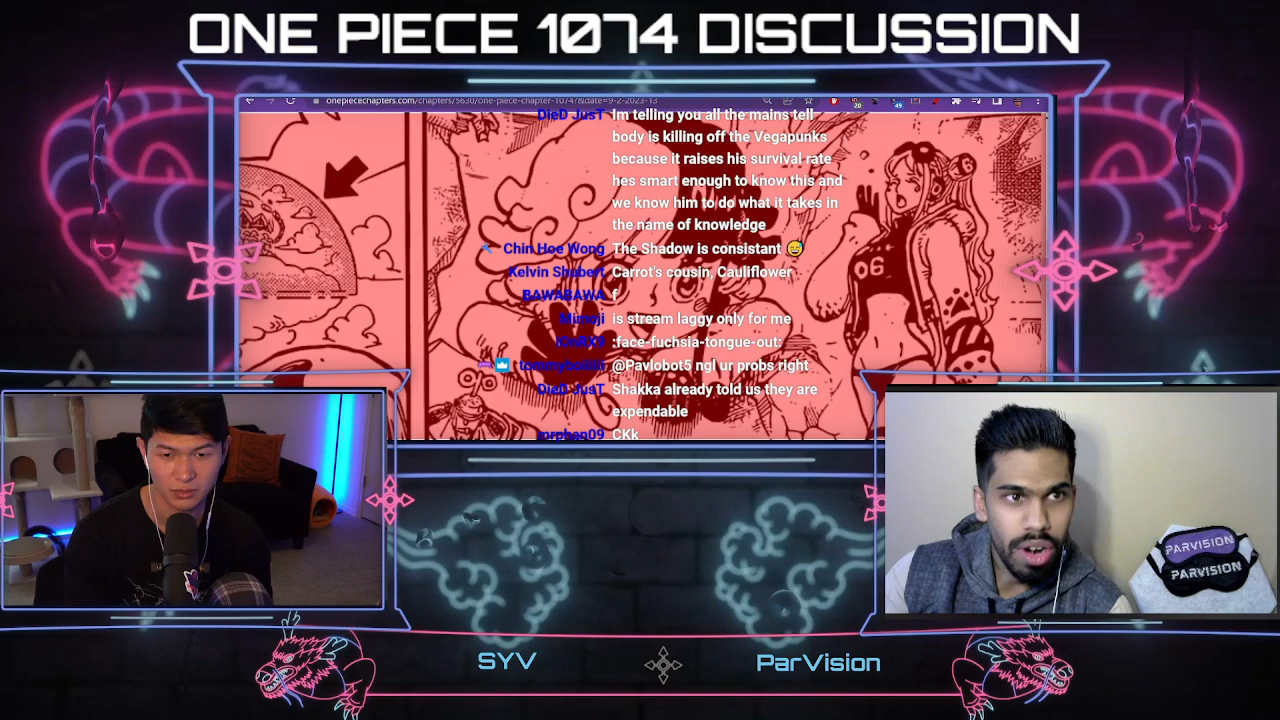 ONE PIECE 1074 DISCUSSION
onepiecechapters.com/chapters/5630/one-piece-chapter-1074?&date=9-2-2023-13
20
49
DieD JusT Im telling you all the mains tell
body is killing off the Vegapunks
because it raises his survival rate
hes smart enough to know this and
we know him to do what it takes in
the name of knowledge
Chin Hoe Wong The Shadow is consistant 😅
Kelvin Shubert Carrot's cousin, Cauliflower
BAWABAWA f
Mimoji is stream laggy only for me
:face-fuchsia-tongue-out:
@Pavlobot5 ngl ur probs right
DieD JusT Shakka already told us they are
expendable
mrphan09 CKk
06
PARVISION
PARVISION
SYV
ParVision